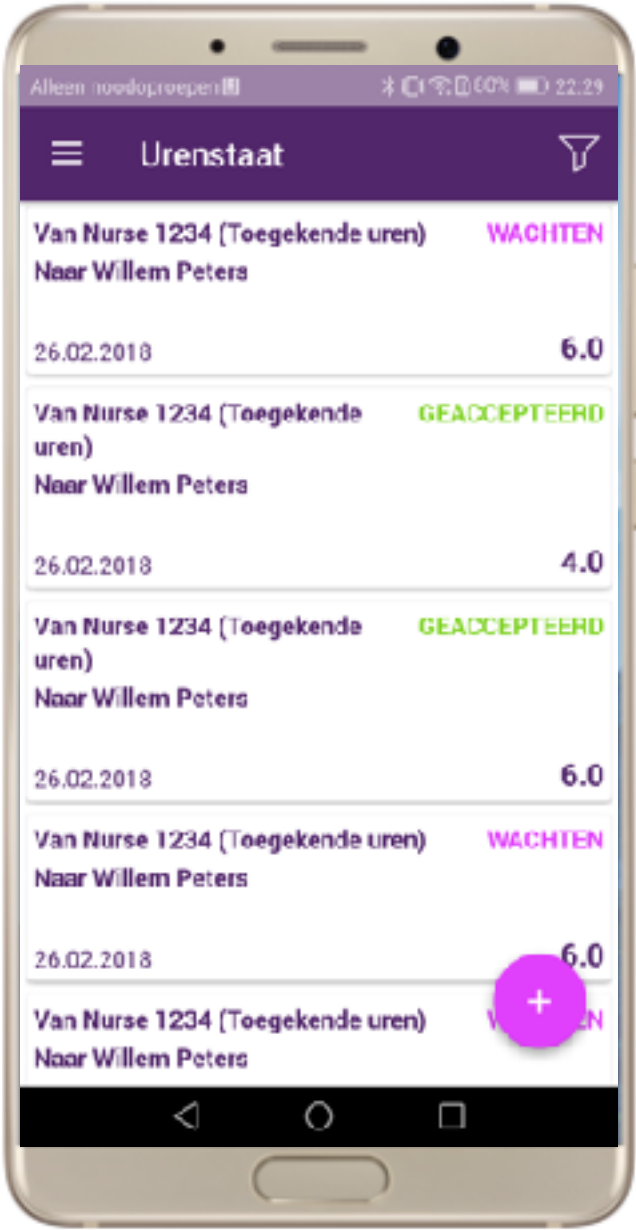 Alleen noodoproepen
60% 22:29
Urenstaat
Van Nurse 1234 (Toegekende uren) WACHTEN
Naar Willem Peters
26.02.2018 6.0
Van Nurse 1234 (Toegekende GEACCEPTEERD
uren)
Naar Willem Peters
26.02.2018 4.0
Van Nurse 1234 (Toegekende GEACCEPTEERD
uren)
Naar Willem Peters
26.02.2018 6.0
Van Nurse 1234 (Toegekende uren) WACHTEN
Naar Willem Peters
26.02.2018 6.0
+
Van Nurse 1234 (Toegekende uren)
Naar Willem Peters